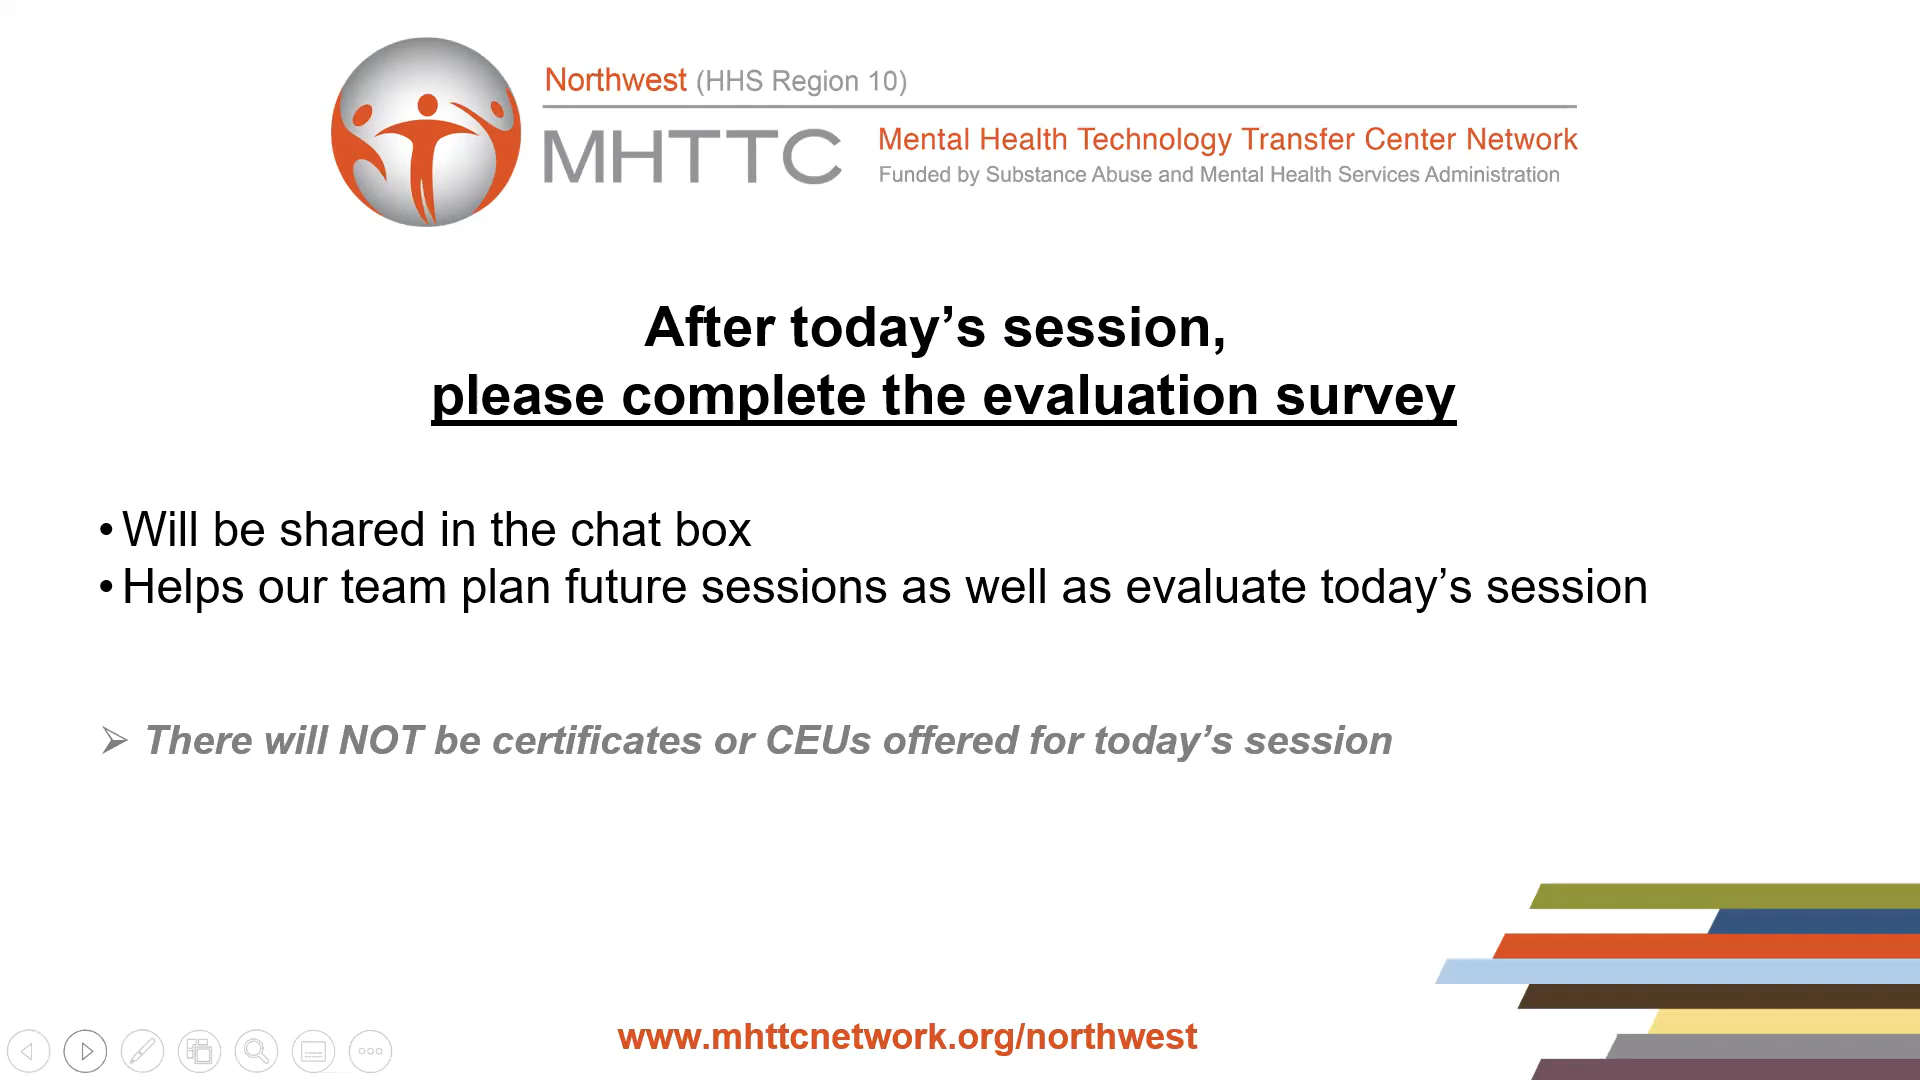 Northwest (HHS Region 10)
MHTTC
Mental Health Technology Transfer Center Network
Funded by Substance Abuse and Mental Health Services Administration
After today’s session,
please complete the evaluation survey
• Will be shared in the chat box
• Helps our team plan future sessions as well as evaluate today’s session
➢ There will NOT be certificates or CEUs offered for today’s session
www.mhttcnetwork.org/northwest